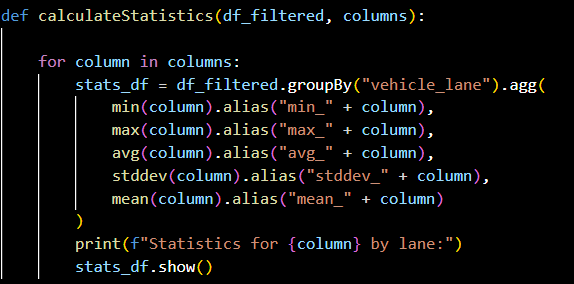 def calculateStatistics(df_filtered, columns):
    for column in columns:
        stats_df = df_filtered.groupBy("vehicle_lane").agg(
            min(column).alias("min_" + column),
            max(column).alias("max_" + column),
            avg(column).alias("avg_" + column),
            stddev(column).alias("stddev_" + column),
            mean(column).alias("mean_" + column)
        )
        print(f"Statistics for {column} by lane:")
        stats_df.show()